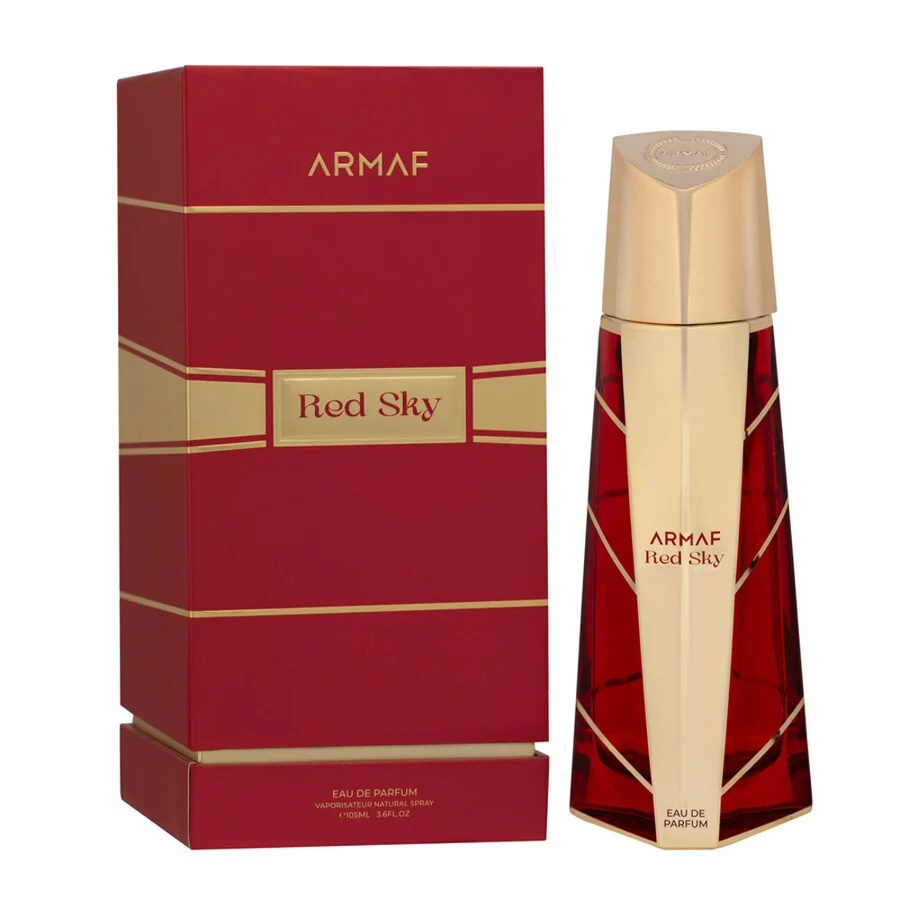 ARMAF
Red Sky
EAU DE PARFUM
VAPORISATEUR NATURAL SPRAY
℮105ML 3.6FL.OZ
ARMAF
ARMAF
Red Sky
EAU DE
PARFUM